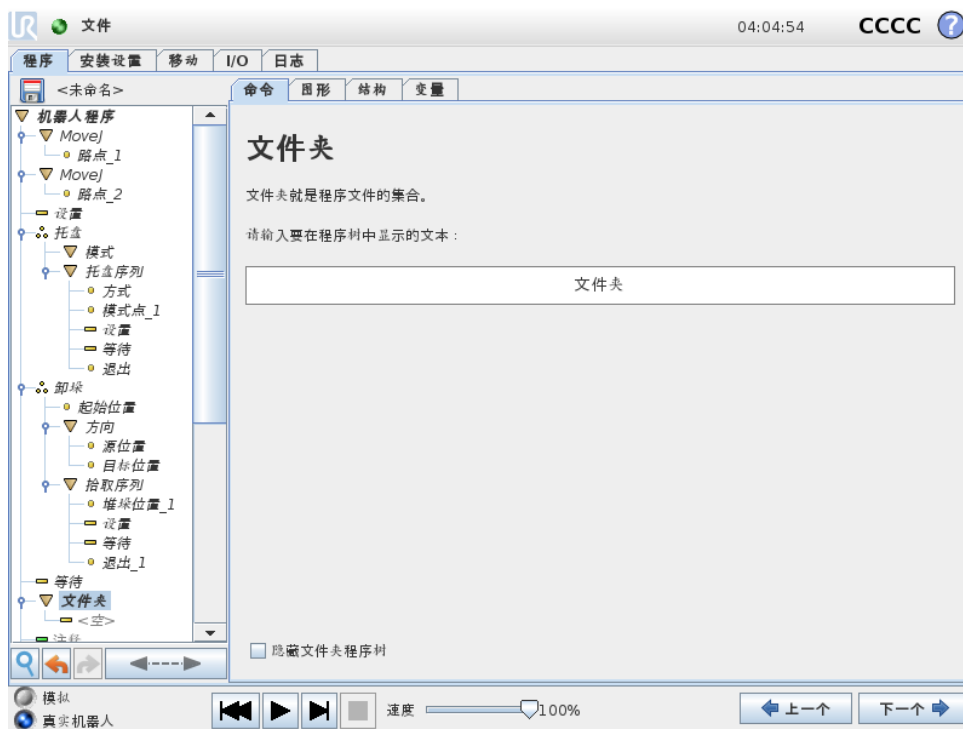 UR 文件 04:04:54 CCCC ?
程序 安装设置 移动 I/O 日志
<未命名>
命令 图形 结构 变量
机器人程序
MoveJ
路点_1
MoveJ
路点_2
设置
托盘
模式
托盘序列
方式
模式点_1
设置
等待
退出
卸垛
起始位置
方向
源位置
目标位置
拾取序列
堆垛位置_1
设置
等待
退出_1
等待
文件夹
<空>
注释
文件夹
文件夹就是程序文件的集合。
请输入要在程序树中显示的文本：
文件夹
隐藏文件夹程序树
模拟
真实机器人
速度 100%
上一个 下一个